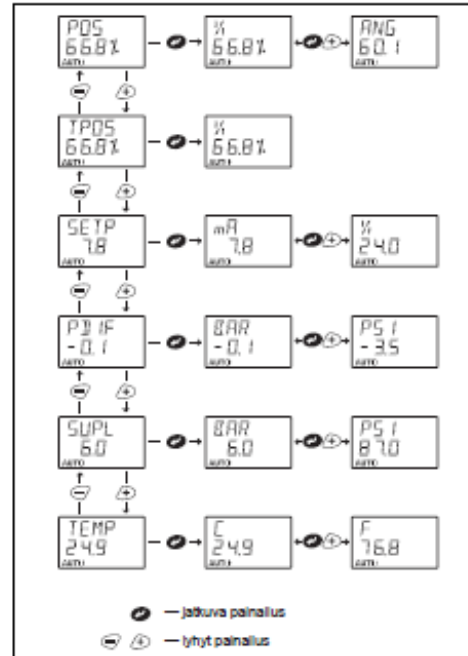 POS
66.8%
AUTO
%
66.8%
AUTO
ANG
60.1
AUTO
TPOS
66.8%
AUTO
%
66.8%
AUTO
SETP
7.8
AUTO
mA
7.8
AUTO
%
24.0
AUTO
PDIF
-0.1
AUTO
BAR
-0.1
AUTO
PSI
-3.5
AUTO
SUPL
6.0
AUTO
BAR
6.0
AUTO
PSI
87.0
AUTO
TEMP
24.9
AUTO
C
24.9
AUTO
F
76.8
AUTO
— jatkuva painallus
— lyhyt painallus